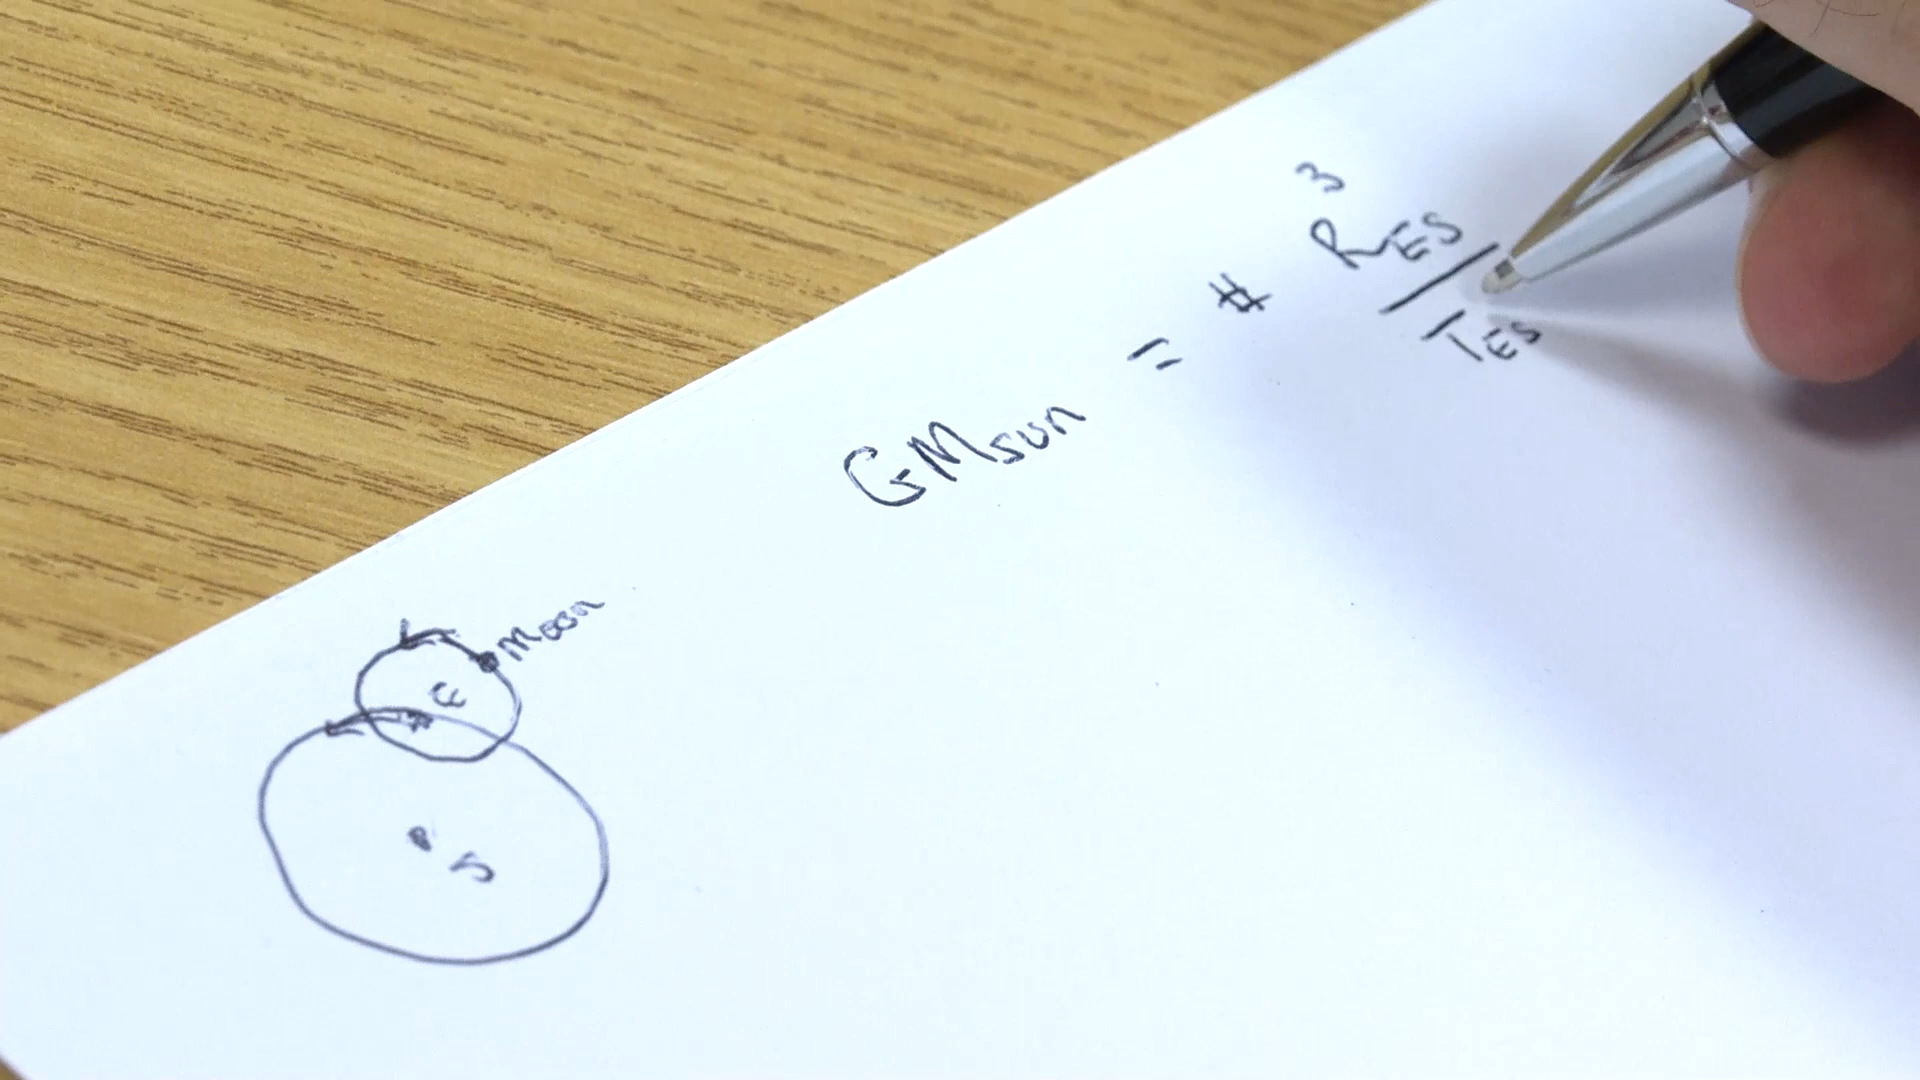 GMsun = # R³ES / TES
Moon
E
S